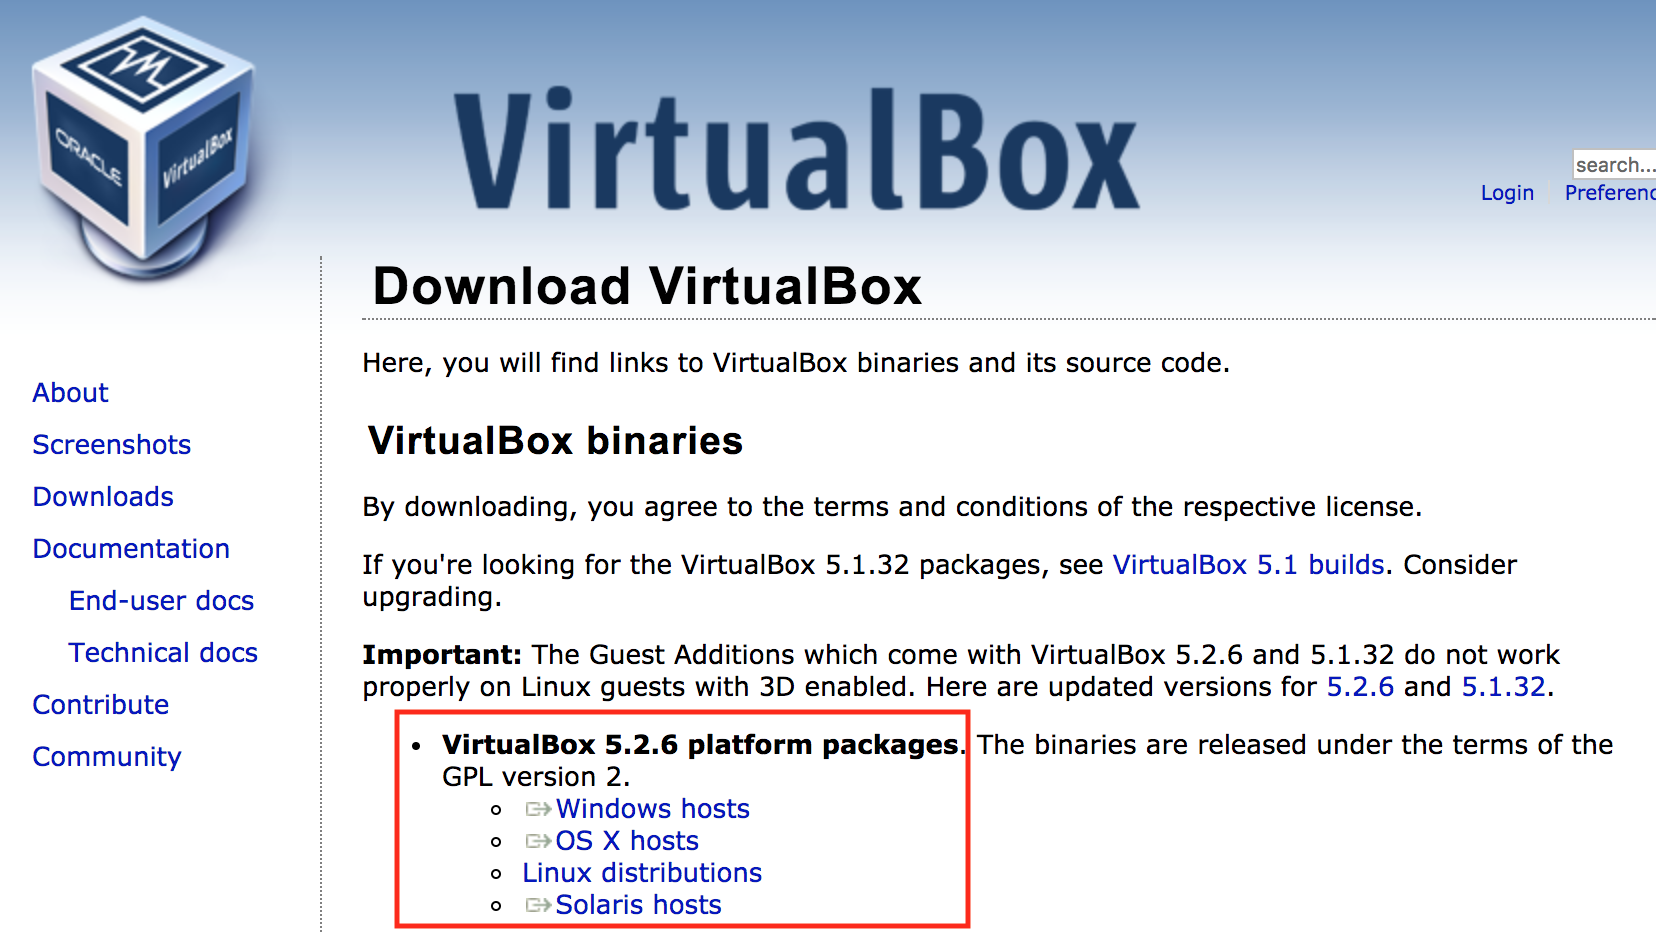 ORACLE
VirtualBox
VirtualBox
search...
Login
Preferenc
Download VirtualBox
Here, you will find links to VirtualBox binaries and its source code.
About
Screenshots
Downloads
Documentation
End-user docs
Technical docs
Contribute
Community
VirtualBox binaries
By downloading, you agree to the terms and conditions of the respective license.
If you're looking for the VirtualBox 5.1.32 packages, see VirtualBox 5.1 builds. Consider
upgrading.
Important: The Guest Additions which come with VirtualBox 5.2.6 and 5.1.32 do not work
properly on Linux guests with 3D enabled. Here are updated versions for 5.2.6 and 5.1.32.
• VirtualBox 5.2.6 platform packages. The binaries are released under the terms of the
GPL version 2.
Windows hosts
OS X hosts
Linux distributions
Solaris hosts